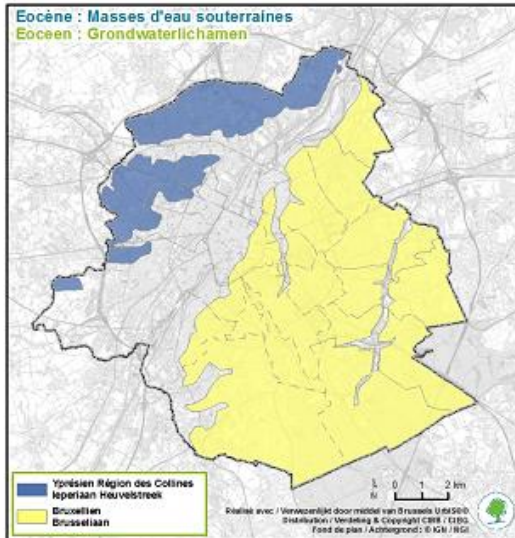 Eocène : Masses d'eau souterraines
Eoceen : Grondwaterlichamen
Yprésien Région des Collines
Ieperiaan Heuvelstreek
Bruxellien
Brusseliaan
N
0 1 2 km
Réalisé avec / Verwezenlijkt door middel van Brussels UrbIS®©
Distribution / Verdeling & Copyright CIRB / CIBG
Fond de plan / Achtergrond : © IGN / NGI